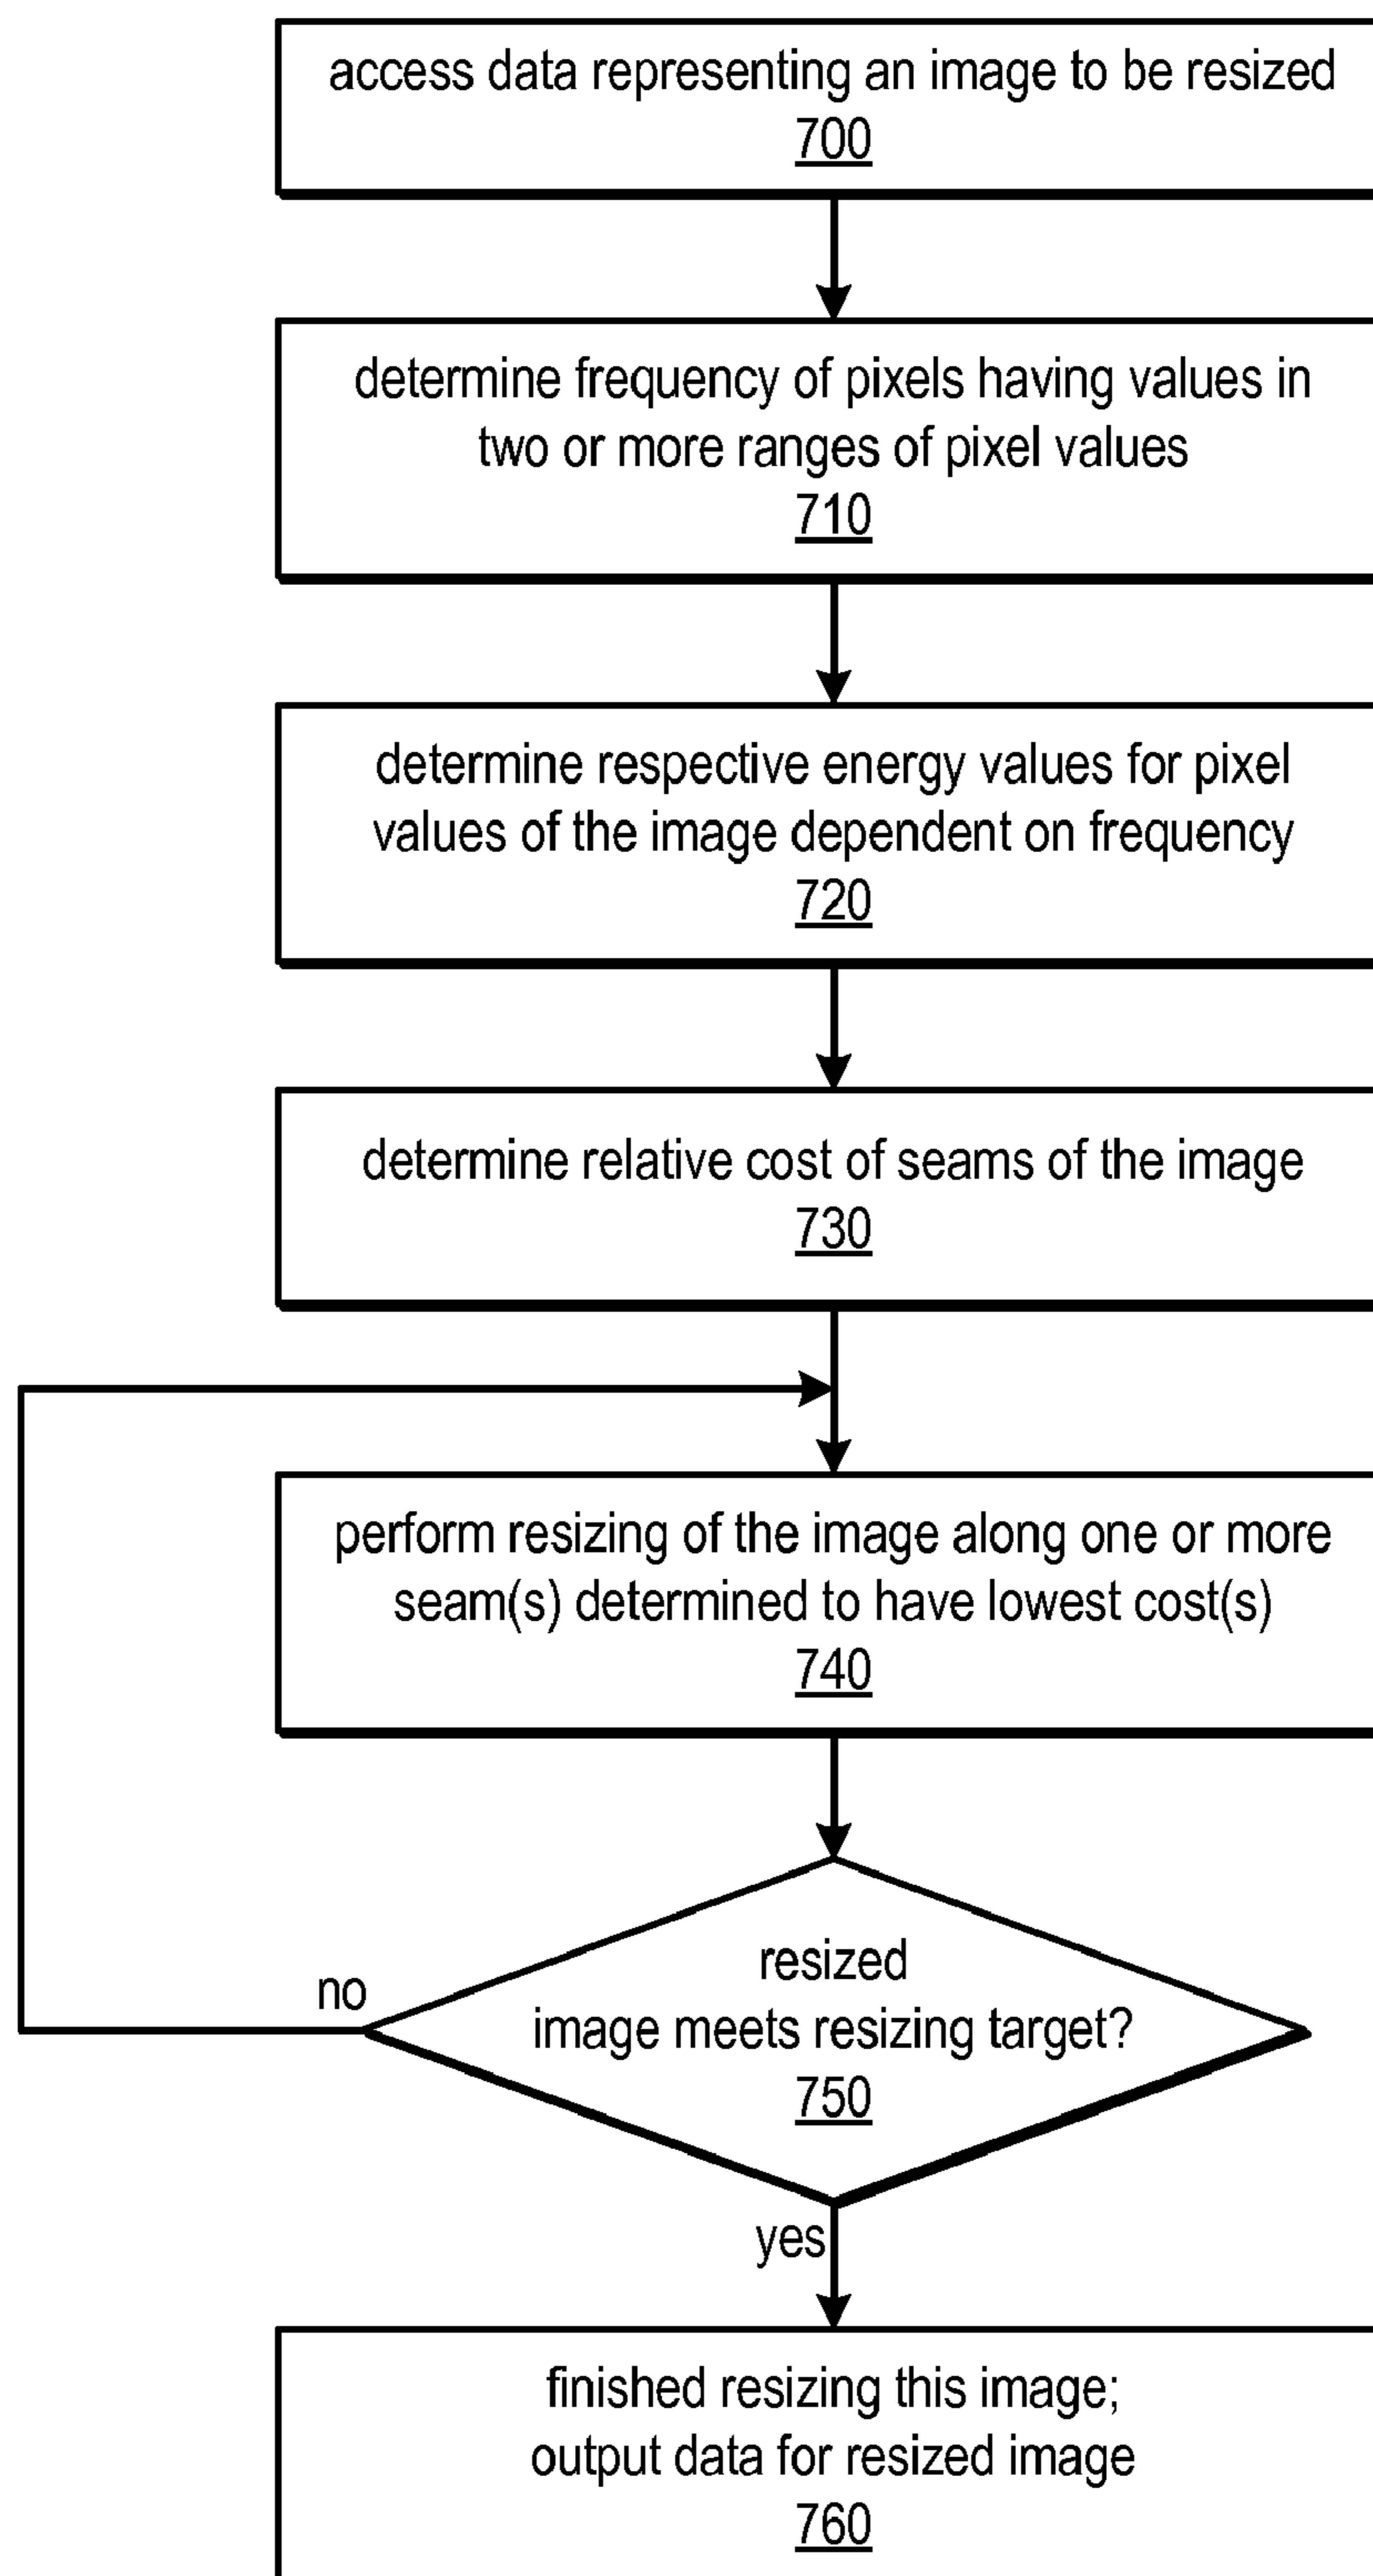 access data representing an image to be resized
700
determine frequency of pixels having values in
two or more ranges of pixel values
710
determine respective energy values for pixel
values of the image dependent on frequency
720
determine relative cost of seams of the image
730
perform resizing of the image along one or more
seam(s) determined to have lowest cost(s)
740
resized
no
image meets resizing target?
750
yes
finished resizing this image;
output data for resized image
760